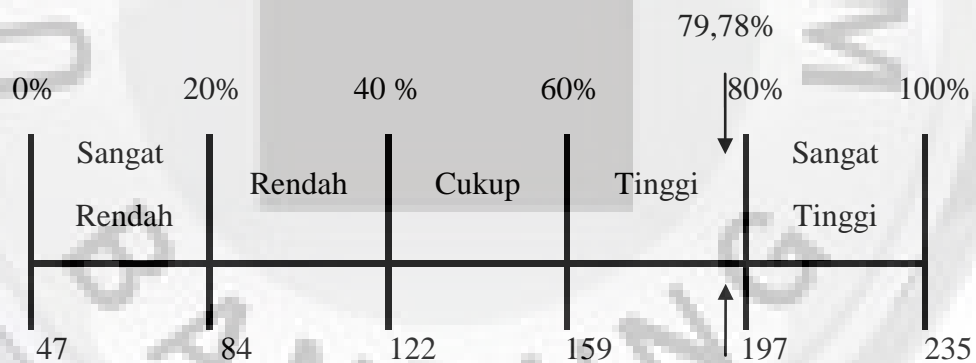 79,78%
0% 20% 40 % 60% 80% 100%
Sangat Rendah Rendah Cukup Tinggi Sangat Tinggi
47 84 122 159 197 235